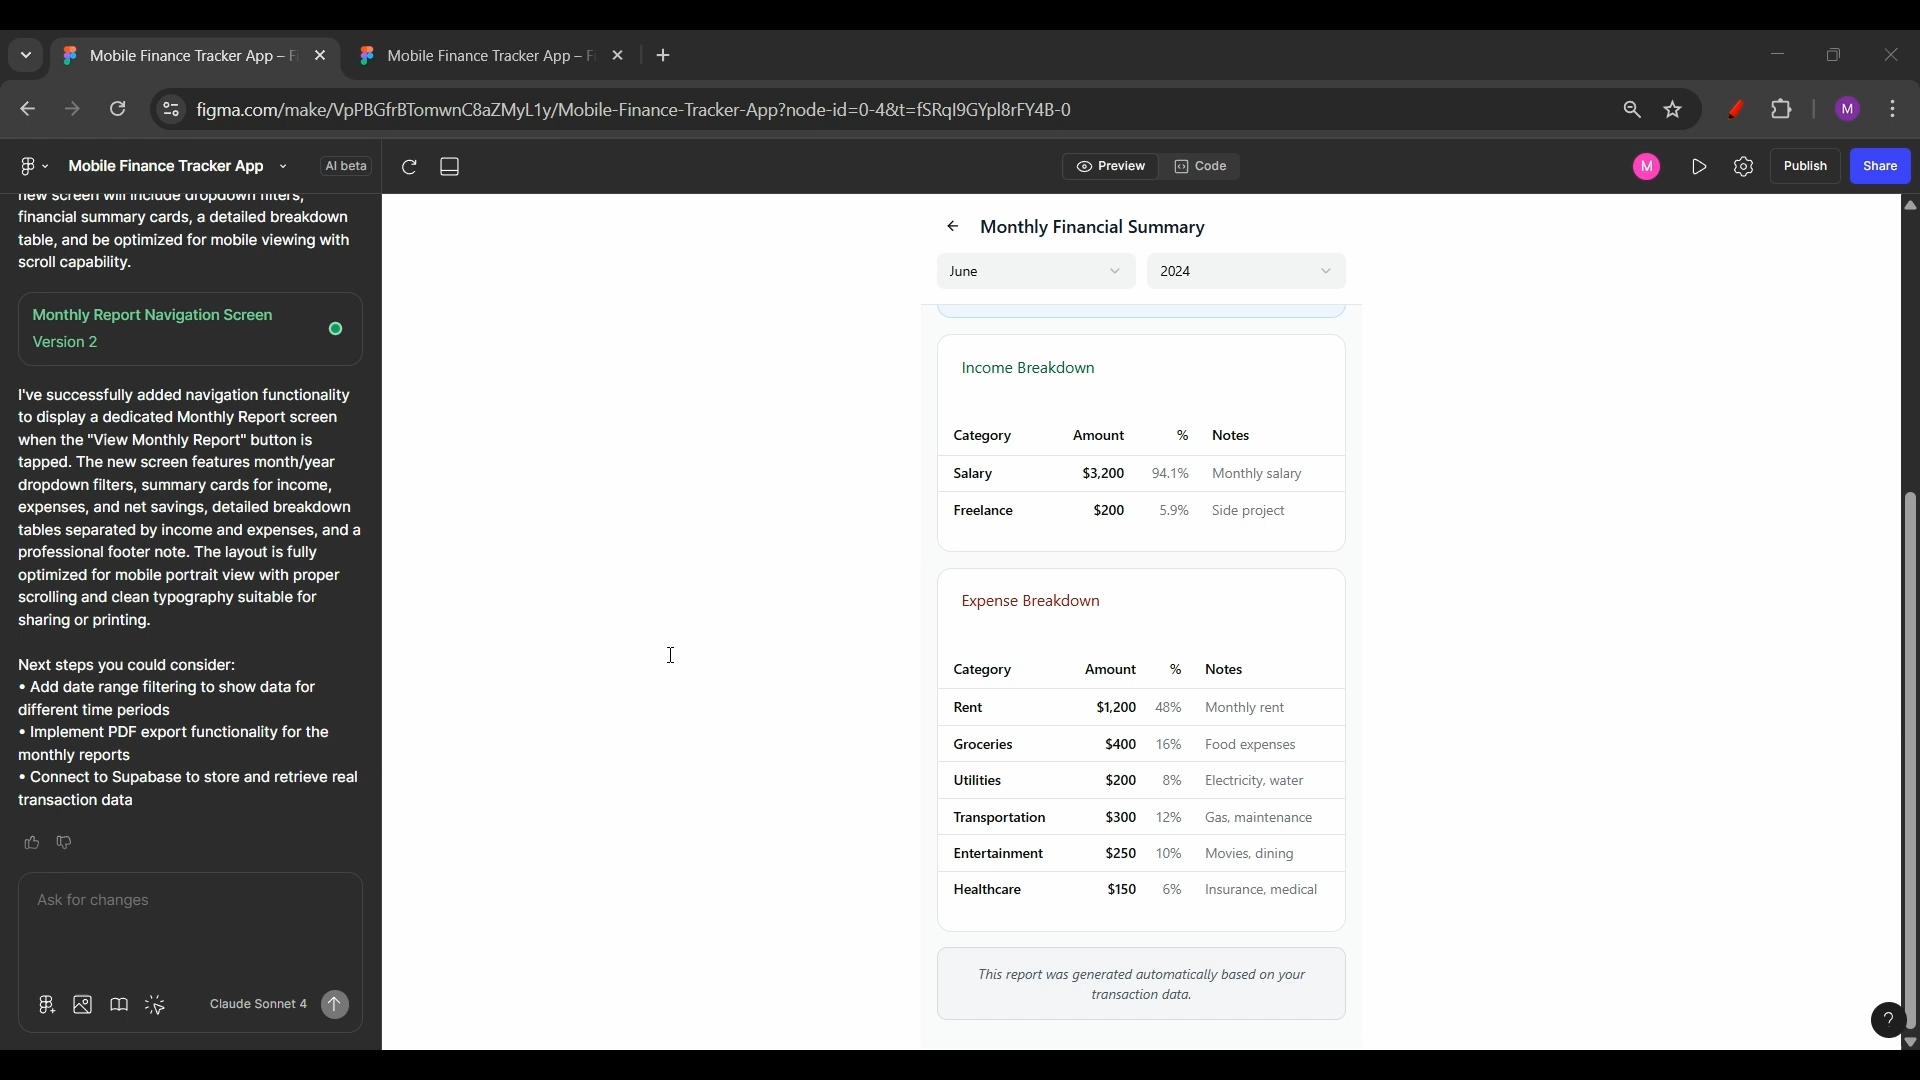 Mobile Finance Tracker App – Fi
Mobile Finance Tracker App – Fi
figma.com/make/VpPBGfrBTomwnC8aZMyL1y/Mobile-Finance-Tracker-App?node-id=0-4&t=fSRqI9GYpl8rFY4B-0
M
Mobile Finance Tracker App
AI beta
Preview
Code
M
Publish
Share
new screen will include dropdown filters,
financial summary cards, a detailed breakdown
table, and be optimized for mobile viewing with
scroll capability.
Monthly Report Navigation Screen
Version 2
I've successfully added navigation functionality
to display a dedicated Monthly Report screen
when the "View Monthly Report" button is
tapped. The new screen features month/year
dropdown filters, summary cards for income,
expenses, and net savings, detailed breakdown
tables separated by income and expenses, and a
professional footer note. The layout is fully
optimized for mobile portrait view with proper
scrolling and clean typography suitable for
sharing or printing.
Next steps you could consider:
• Add date range filtering to show data for
different time periods
• Implement PDF export functionality for the
monthly reports
• Connect to Supabase to store and retrieve real
transaction data
Ask for changes
Claude Sonnet 4
Monthly Financial Summary
June
2024
Income Breakdown
Category Amount % Notes
Salary $3,200 94.1% Monthly salary
Freelance $200 5.9% Side project
Expense Breakdown
Category Amount % Notes
Rent $1,200 48% Monthly rent
Groceries $400 16% Food expenses
Utilities $200 8% Electricity, water
Transportation $300 12% Gas, maintenance
Entertainment $250 10% Movies, dining
Healthcare $150 6% Insurance, medical
This report was generated automatically based on your
transaction data.
?